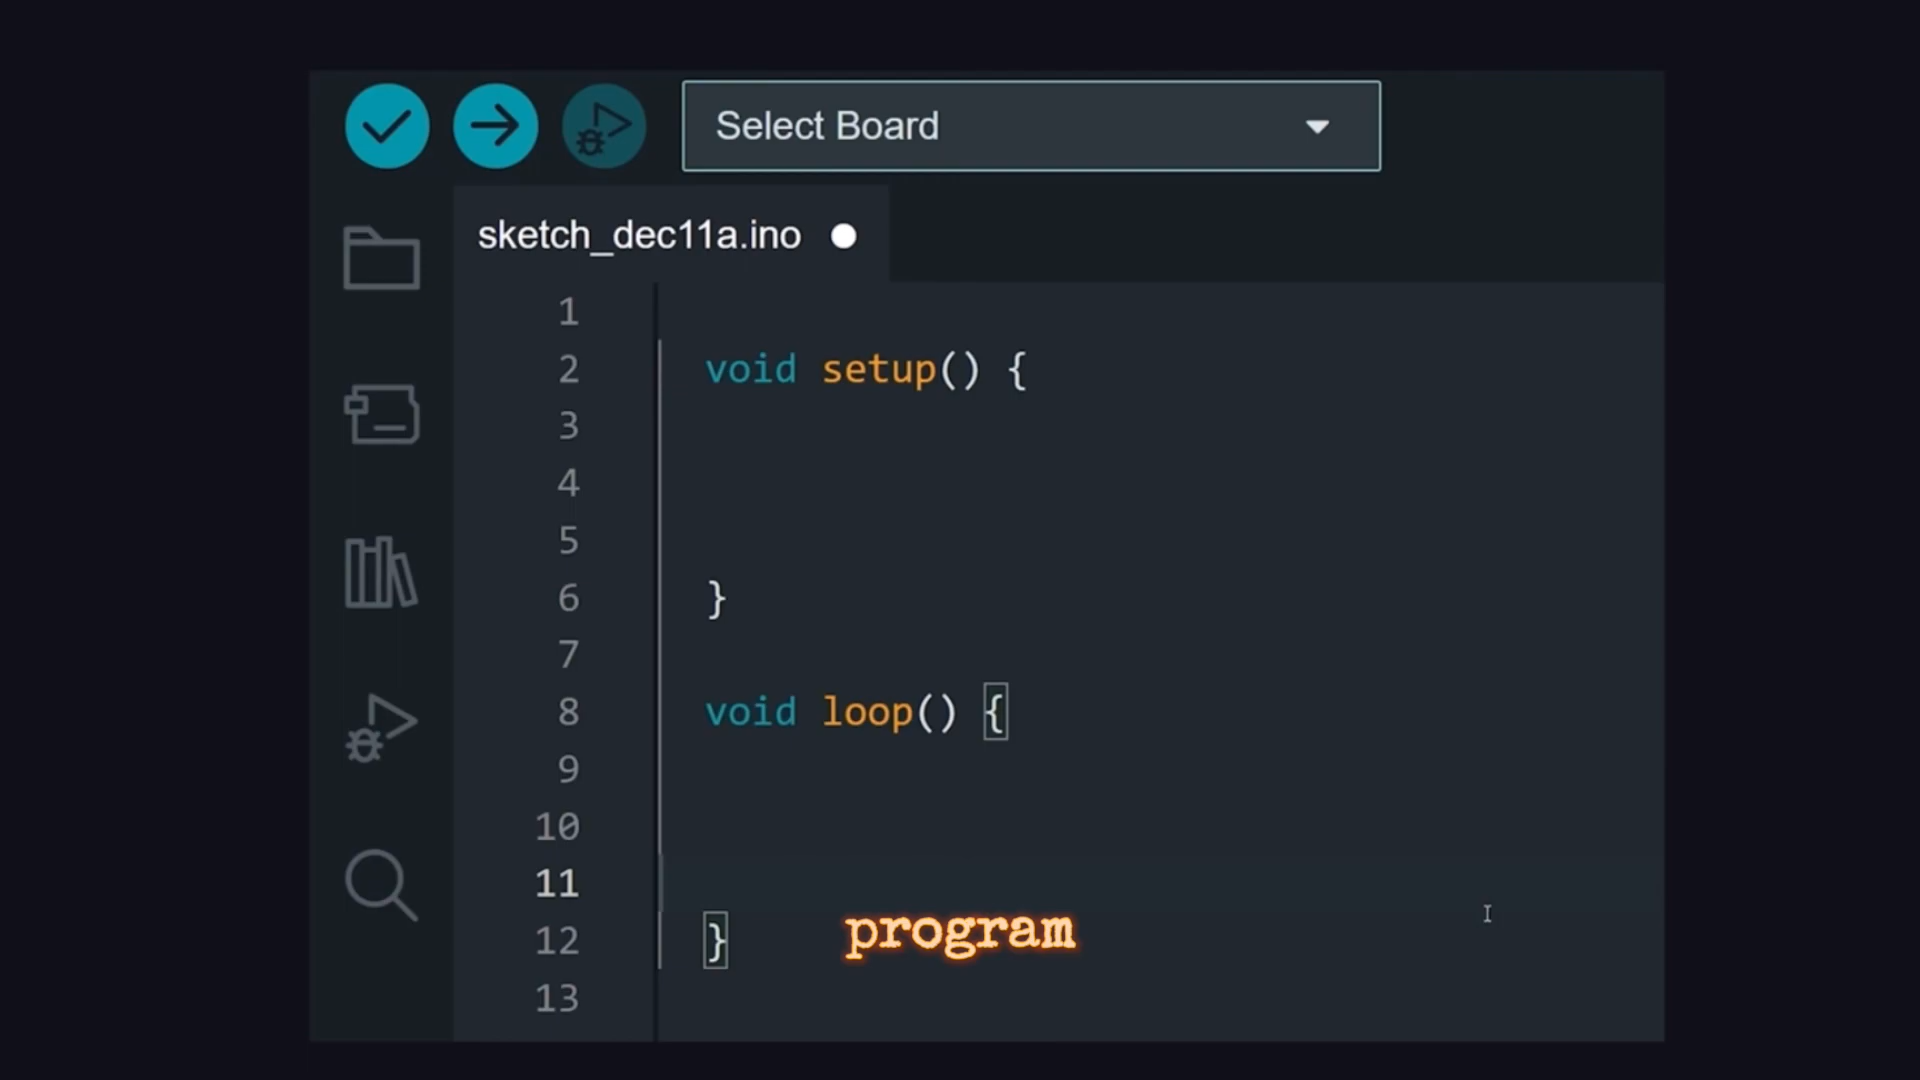 Select Board
sketch_dec11a.ino
1
2 void setup() {
3
4
5
6 }
7
8 void loop() {
9
10
11
12 }
program
13